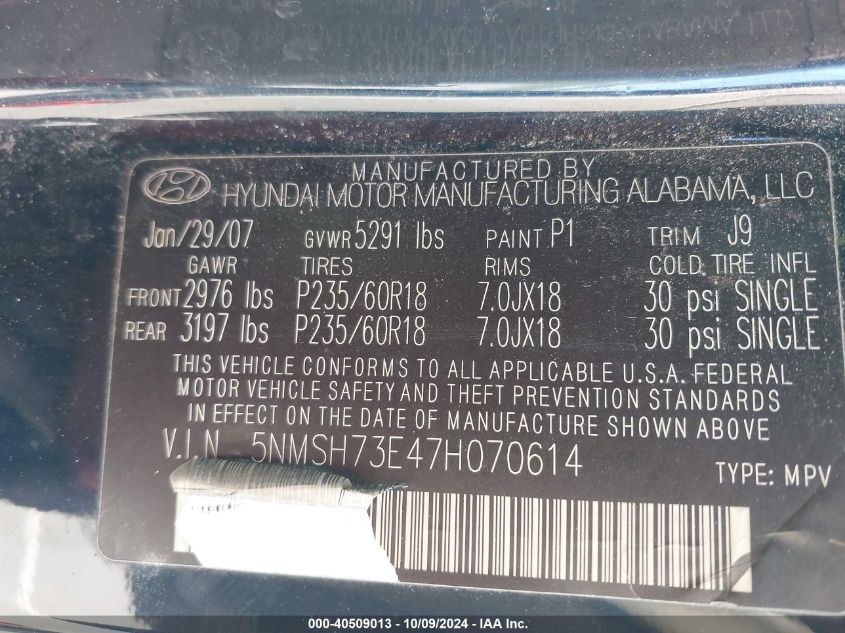 MANUFACTURED BY
HYUNDAI MOTOR MANUFACTURING ALABAMA, LLC
Jan/29/07 GVWR 5291 lbs PAINT P1 TRIM J9
GAWR TIRES RIMS COLD TIRE INFL
FRONT 2976 lbs P235/60R18 7.0JX18 30 psi SINGLE
REAR 3197 lbs P235/60R18 7.0JX18 30 psi SINGLE
THIS VEHICLE CONFORMS TO ALL APPLICABLE U.S.A. FEDERAL
MOTOR VEHICLE SAFETY AND THEFT PREVENTION STANDARDS
IN EFFECT ON THE DATE OF MANUFACTURE SHOWN ABOVE.
V.I.N 5NMSH73E47H070614 TYPE: MPV
000-40509013 - 10/09/2024 - IAA Inc.